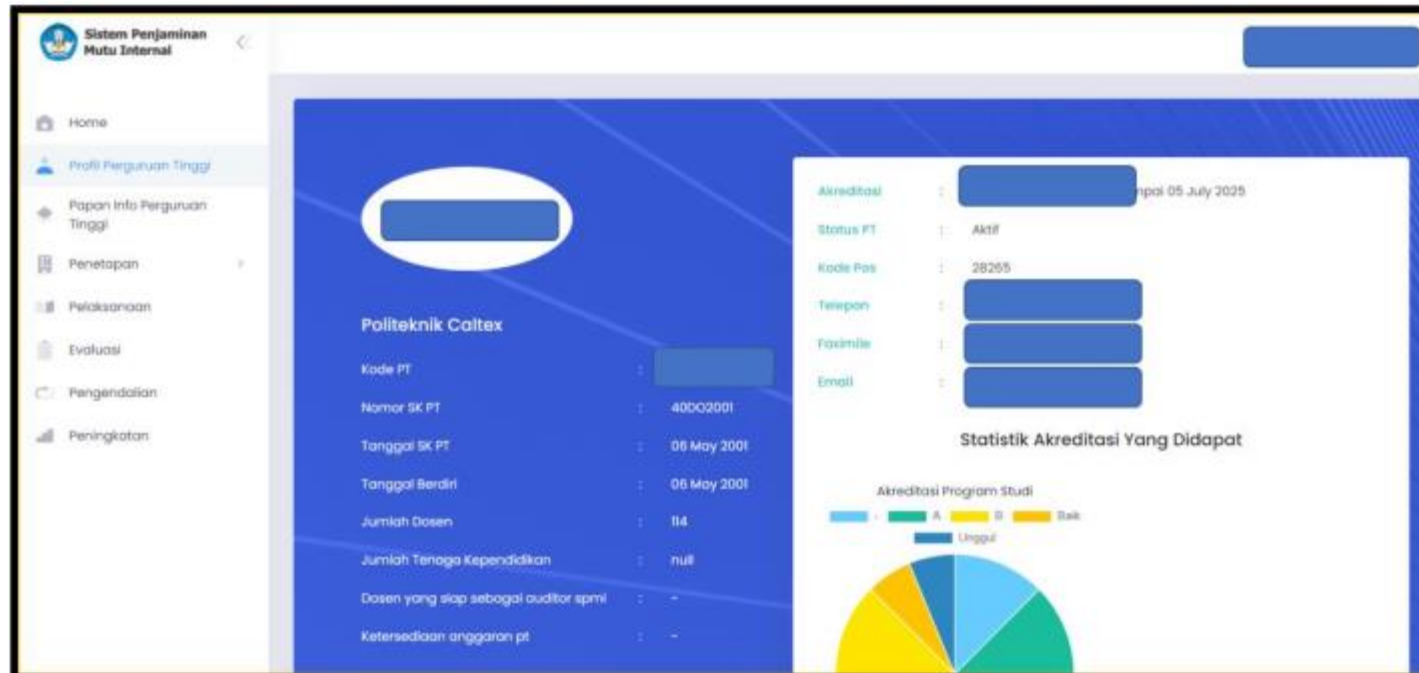 Sistem Penjaminan
Mutu Internal
Home
Profil Perguruan Tinggi
Papan Info Perguruan
Tinggi
Penetapan
Pelaksanaan
Evaluasi
Pengendalian
Peningkatan
Politeknik Caltex
Kode PT :
Nomor SK PT : 40DO2001
Tanggal SK PT : 06 May 2001
Tanggal Berdiri : 06 May 2001
Jumlah Dosen : 114
Jumlah Tenaga Kependidikan : null
Dosen yang siap sebagai auditor spmi : -
Ketersediaan anggaran pt : -
Akreditasi : npai 05 July 2025
Status PT : Aktif
Kode Pos : 28265
Telepon :
Faximile :
Email :
Statistik Akreditasi Yang Didapat
Akreditasi Program Studi
- A B Baik
Unggul